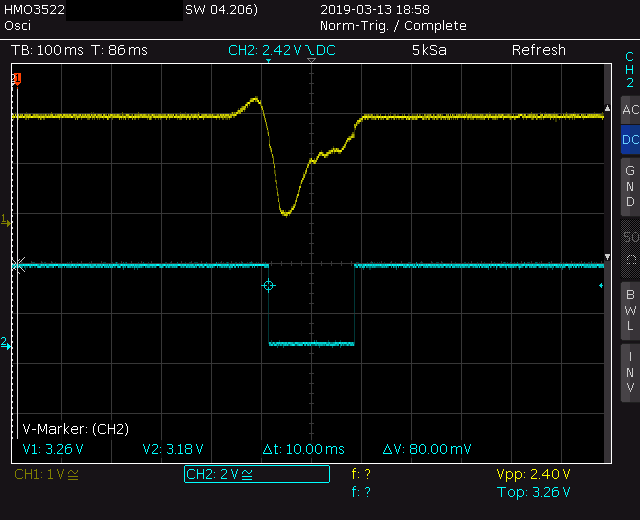 HMO3522 SW 04.206) 2019-03-13 18:58
Osci Norm-Trig. / Complete
TB: 100 ms T: 86 ms CH2: 2.42 V DC 5 kSa Refresh
CH2
AC
DC
GND
50 Ω
BWL
INV
1
2
V-Marker: (CH2)
V1: 3.26 V V2: 3.18 V Δt: 10.00 ms ΔV: 80.00 mV
CH1: 1 V CH2: 2 V f: ? Vpp: 2.40 V
f: ? Top: 3.26 V